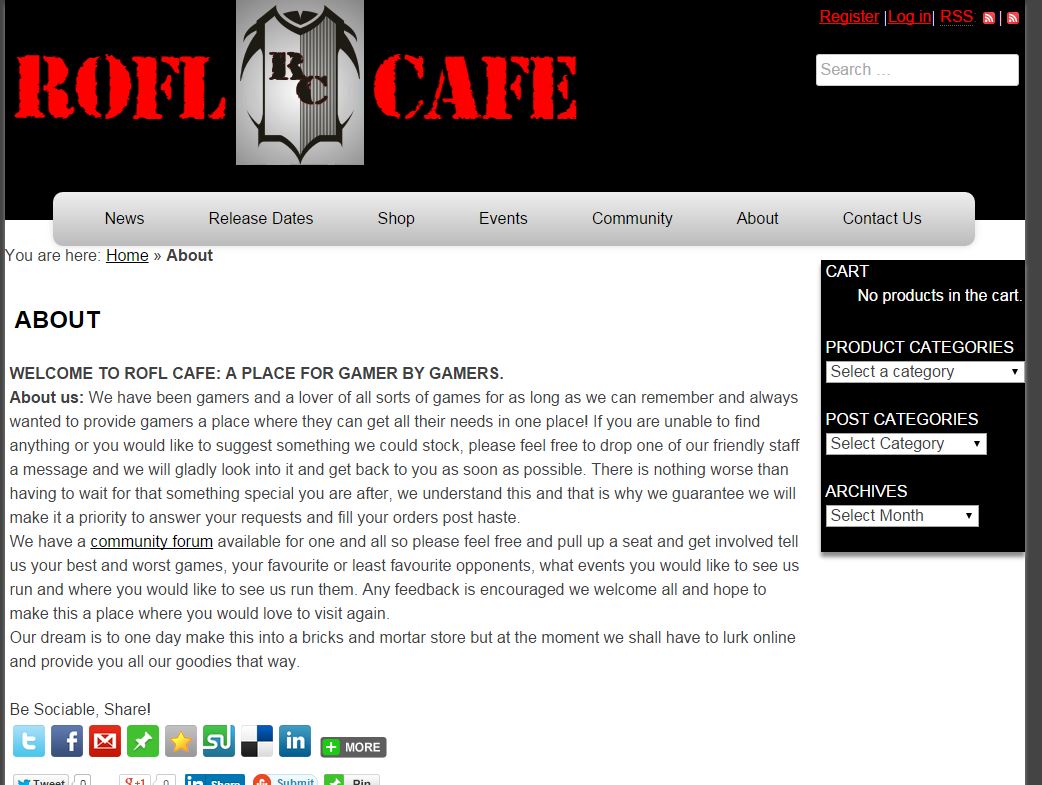 Register | Log in | RSS |
ROFL RC CAFE
Search ...
News Release Dates Shop Events Community About Contact Us
You are here: Home » About
ABOUT
WELCOME TO ROFL CAFE: A PLACE FOR GAMER BY GAMERS.
About us: We have been gamers and a lover of all sorts of games for as long as we can remember and always
wanted to provide gamers a place where they can get all their needs in one place! If you are unable to find
anything or you would like to suggest something we could stock, please feel free to drop one of our friendly staff
a message and we will gladly look into it and get back to you as soon as possible. There is nothing worse than
having to wait for that something special you are after, we understand this and that is why we guarantee we will
make it a priority to answer your requests and fill your orders post haste.
We have a community forum available for one and all so please feel free and pull up a seat and get involved tell
us your best and worst games, your favourite or least favourite opponents, what events you would like to see us
run and where you would like to see us run them. Any feedback is encouraged we welcome all and hope to
make this a place where you would love to visit again.
Our dream is to one day make this into a bricks and mortar store but at the moment we shall have to lurk online
and provide you all our goodies that way.
Be Sociable, Share!
MORE
Tweet 0 g+1 0 in Share Submit Pin
CART
No products in the cart.
PRODUCT CATEGORIES
Select a category
POST CATEGORIES
Select Category
ARCHIVES
Select Month